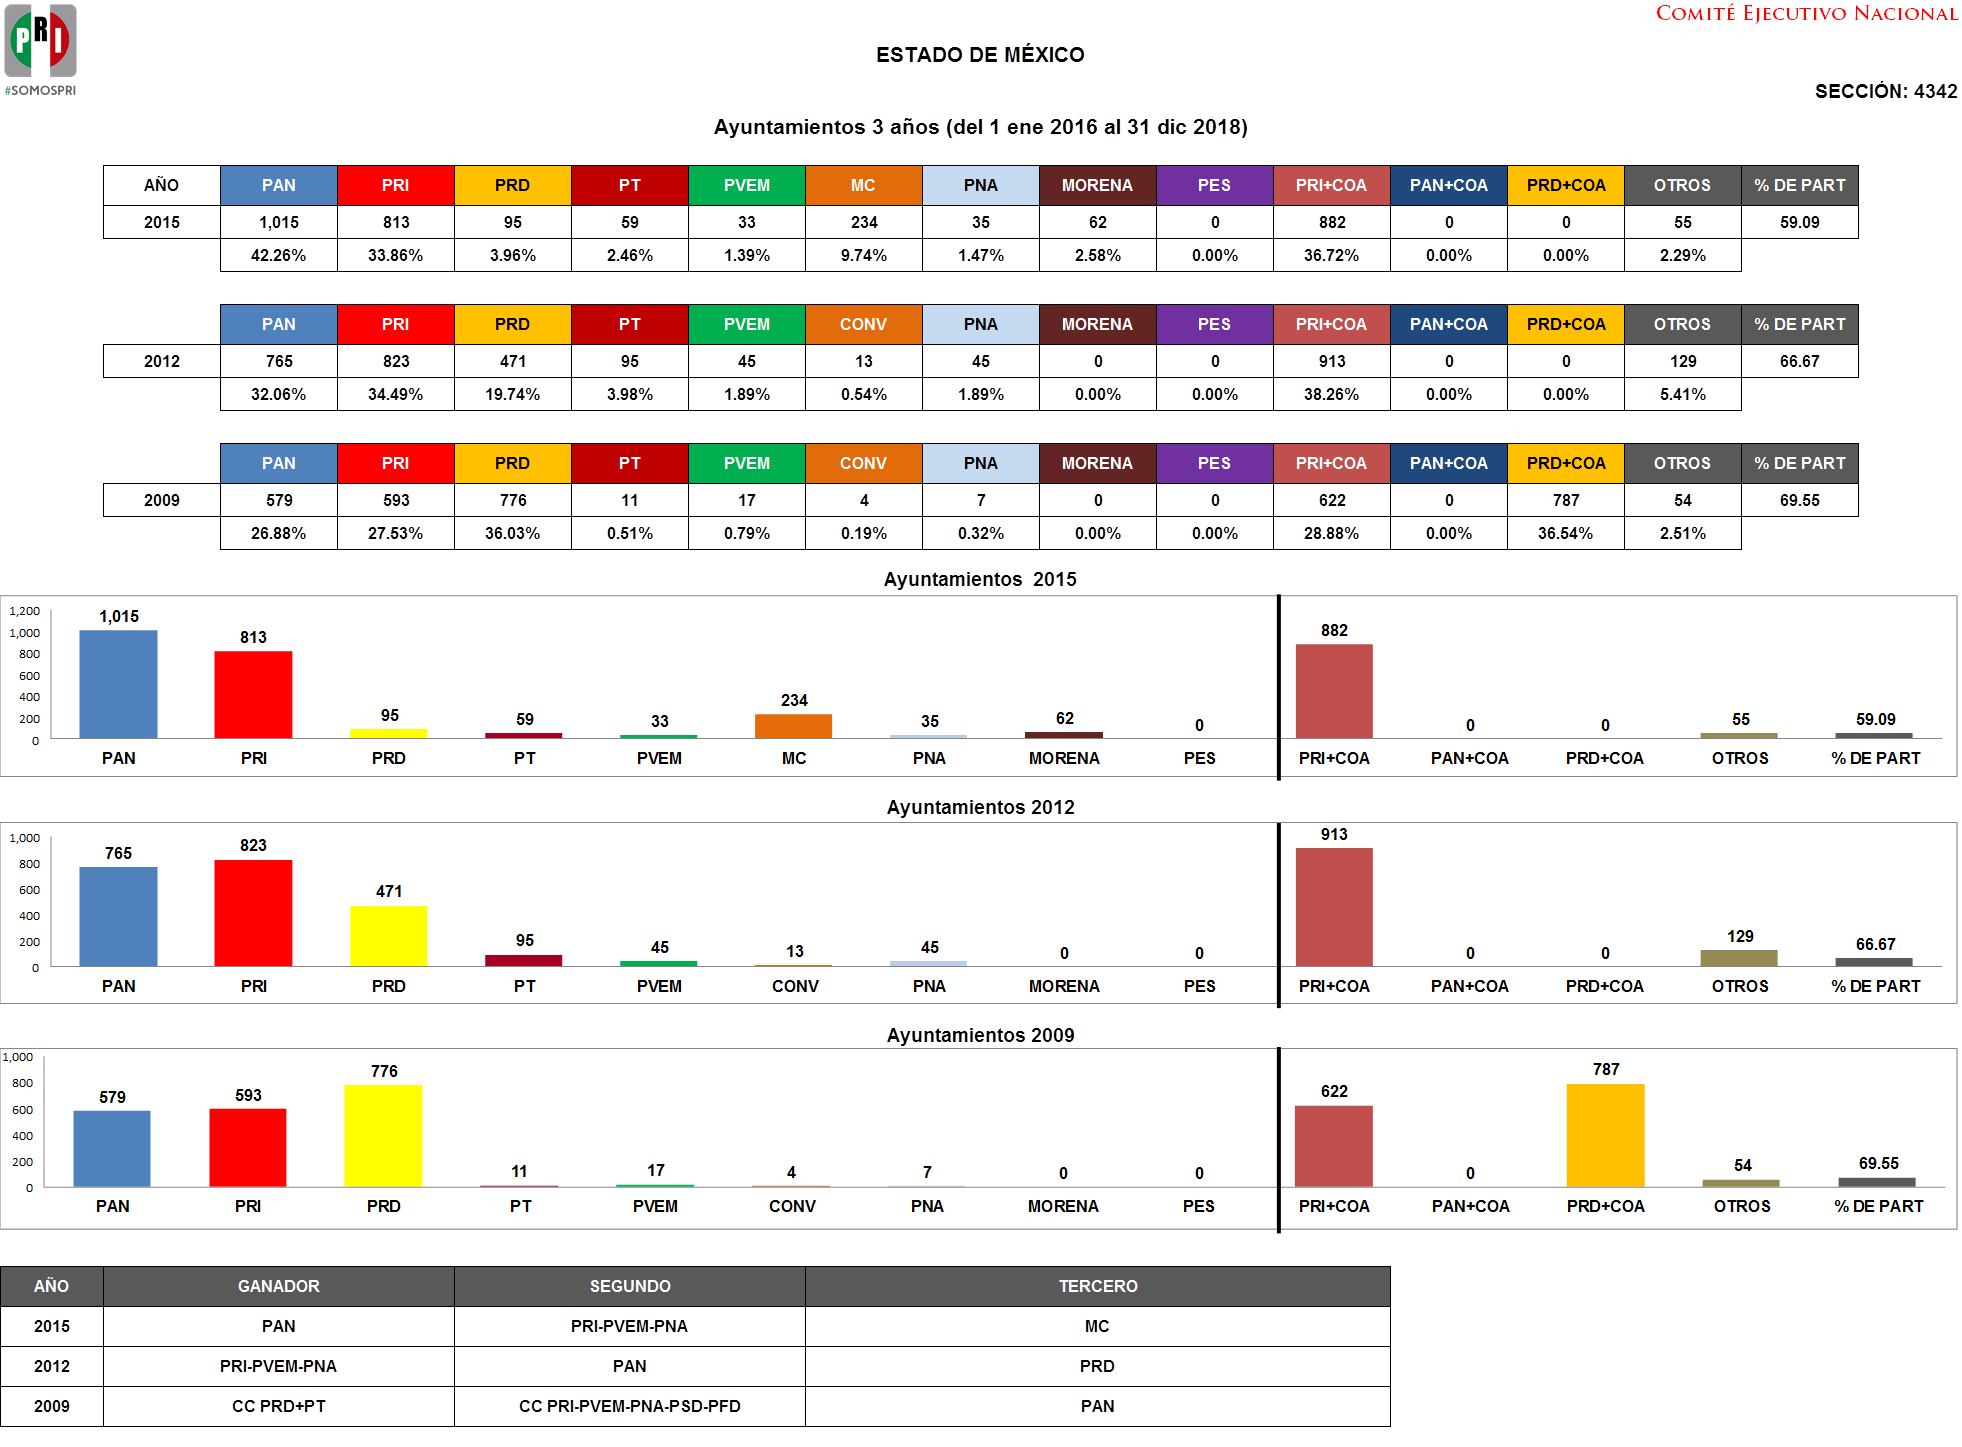 PRI
#SOMOSPRI
COMITÉ EJECUTIVO NACIONAL
ESTADO DE MÉXICO
SECCIÓN: 4342
Ayuntamientos 3 años (del 1 ene 2016 al 31 dic 2018)
AÑO PAN PRI PRD PT PVEM MC PNA MORENA PES PRI+COA PAN+COA PRD+COA OTROS % DE PART
2015 1,015 813 95 59 33 234 35 62 0 882 0 0 55 59.09
42.26% 33.86% 3.96% 2.46% 1.39% 9.74% 1.47% 2.58% 0.00% 36.72% 0.00% 0.00% 2.29%
PAN PRI PRD PT PVEM CONV PNA MORENA PES PRI+COA PAN+COA PRD+COA OTROS % DE PART
2012 765 823 471 95 45 13 45 0 0 913 0 0 129 66.67
32.06% 34.49% 19.74% 3.98% 1.89% 0.54% 1.89% 0.00% 0.00% 38.26% 0.00% 0.00% 5.41%
PAN PRI PRD PT PVEM CONV PNA MORENA PES PRI+COA PAN+COA PRD+COA OTROS % DE PART
2009 579 593 776 11 17 4 7 0 0 622 0 787 54 69.55
26.88% 27.53% 36.03% 0.51% 0.79% 0.19% 0.32% 0.00% 0.00% 28.88% 0.00% 36.54% 2.51%
Ayuntamientos 2015
1,200
1,000
800
600
400
200
0
1,015 813 95 59 33 234 35 62 0 882 0 0 55 59.09
PAN PRI PRD PT PVEM MC PNA MORENA PES PRI+COA PAN+COA PRD+COA OTROS % DE PART
Ayuntamientos 2012
1,000
800
600
400
200
0
765 823 471 95 45 13 45 0 0 913 0 0 129 66.67
PAN PRI PRD PT PVEM CONV PNA MORENA PES PRI+COA PAN+COA PRD+COA OTROS % DE PART
Ayuntamientos 2009
1,000
800
600
400
200
0
579 593 776 11 17 4 7 0 0 622 0 787 54 69.55
PAN PRI PRD PT PVEM CONV PNA MORENA PES PRI+COA PAN+COA PRD+COA OTROS % DE PART
AÑO GANADOR SEGUNDO TERCERO
2015 PAN PRI-PVEM-PNA MC
2012 PRI-PVEM-PNA PAN PRD
2009 CC PRD+PT CC PRI-PVEM-PNA-PSD-PFD PAN